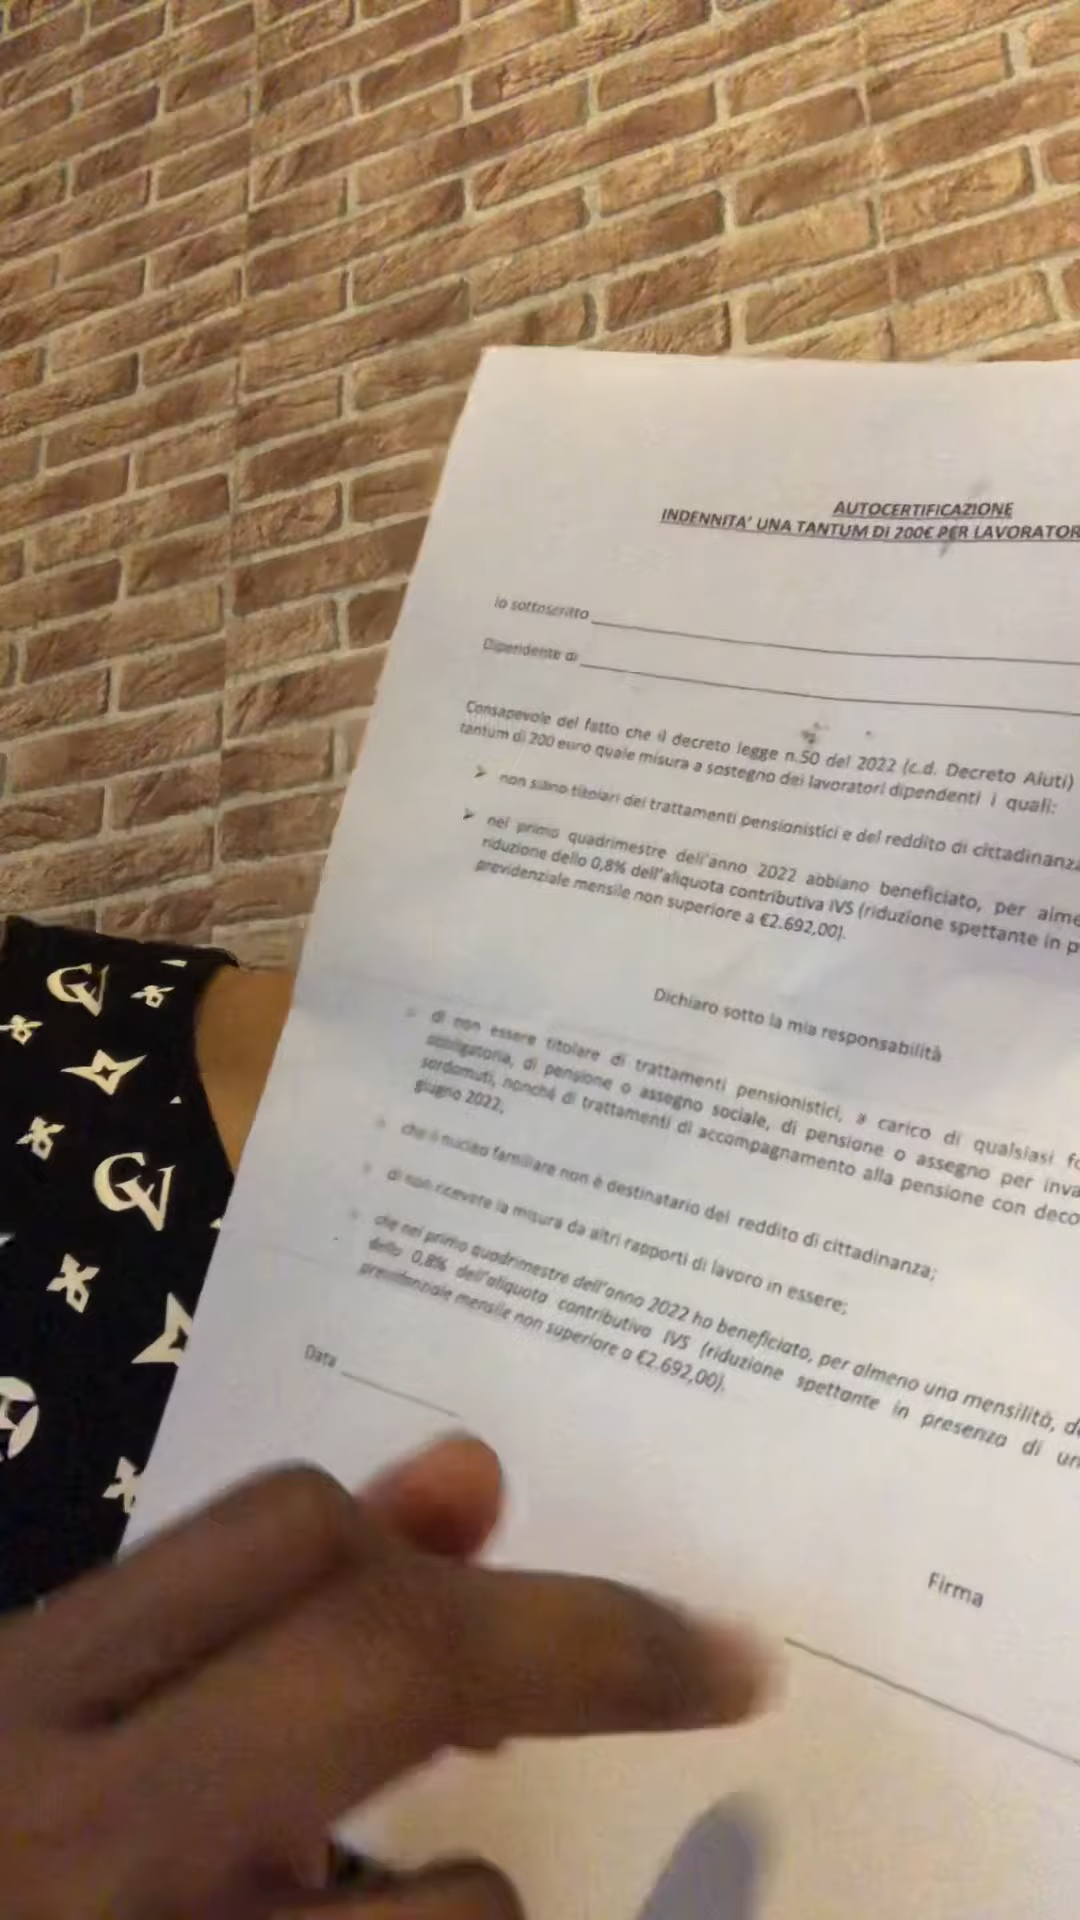 AUTOCERTIFICAZIONE
INDENNITA' UNA TANTUM DI 200€ PER LAVORATOR
Io sottoscritto
Dipendente di
Consapevole del fatto che il decreto legge n.50 del 2022 (c.d. Decreto Aiuti)
tantum di 200 euro quale misura a sostegno dei lavoratori dipendenti i quali:
➢ non siano titolari dei trattamenti pensionistici e del reddito di cittadinanza
➢ nel primo quadrimestre dell'anno 2022 abbiano beneficiato, per alme
riduzione dello 0,8% dell'aliquota contributiva IVS (riduzione spettante in p
previdenziale mensile non superiore a €2.692,00).
Dichiaro sotto la mia responsabilità
di non essere titolare di trattamenti pensionistici, a carico di qualsiasi fo
obbligatoria, di pensione o assegno sociale, di pensione o assegno per inva
sordomuti, nonché di trattamenti di accompagnamento alla pensione con deco
giugno 2022,
che il nucleo familiare non è destinatario del reddito di cittadinanza;
di non ricevere la misura da altri rapporti di lavoro in essere;
che nel primo quadrimestre dell'anno 2022 ho beneficiato, per almeno una mensilità, de
dello 0,8% dell'aliquota contributiva IVS (riduzione spettante in presenza di un
previdenziale mensile non superiore a €2.692,00).
Data
Firma